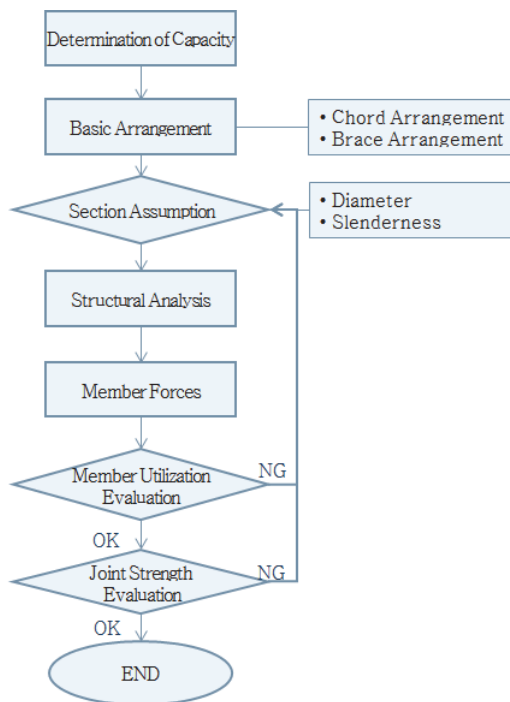 Determination of Capacity
Basic Arrangement
• Chord Arrangement
• Brace Arrangement
Section Assumption
• Diameter
• Slenderness
Structural Analysis
Member Forces
Member Utilization
Evaluation
NG
OK
Joint Strength
Evaluation
NG
OK
END